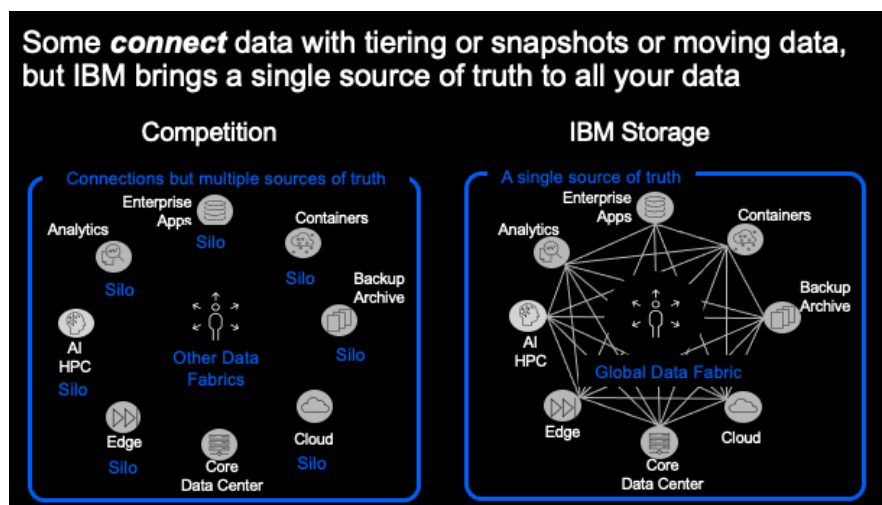 Some connect data with tiering or snapshots or moving data,
but IBM brings a single source of truth to all your data
Competition
Connections but multiple sources of truth
Enterprise
Apps
Silo
Containers
Silo
Analytics
Silo
Backup
Archive
Silo
AI
HPC
Silo
Other Data
Fabrics
Edge
Silo
Core
Data Center
Cloud
Silo
IBM Storage
A single source of truth
Enterprise
Apps
Containers
Analytics
Backup
Archive
AI
HPC
Global Data Fabric
Edge
Core
Data Center
Cloud